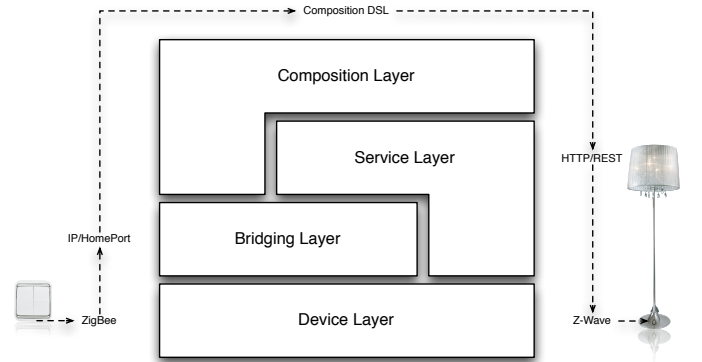 Composition DSL
Composition Layer
Service Layer
HTTP/REST
IP/HomePort
Bridging Layer
ZigBee
Device Layer
Z-Wave